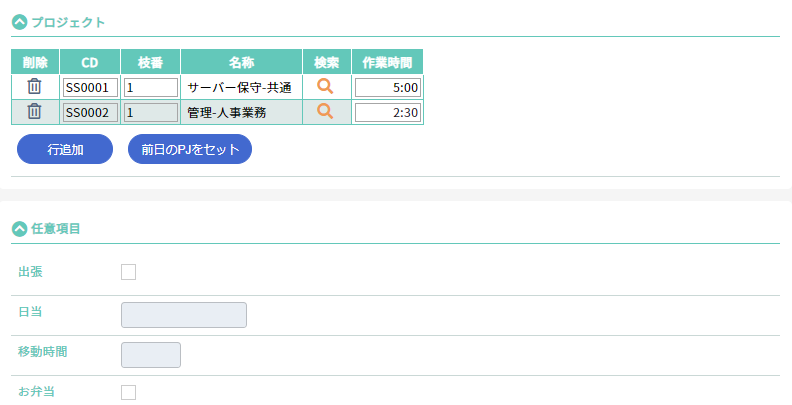 プロジェクト
削除 CD 枝番 名称 検索 作業時間
SS0001 1 サーバー保守-共通 5:00
SS0002 1 管理-人事業務 2:30
行追加 前日のPJをセット
任意項目
出張
日当
移動時間
お弁当